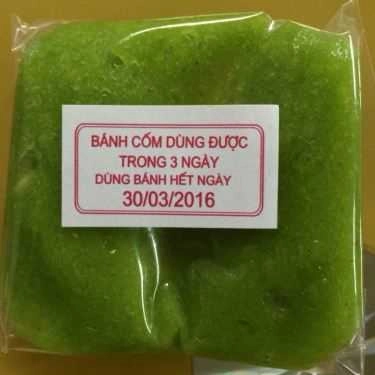 BÁNH CỐM DÙNG ĐƯỢC
TRONG 3 NGÀY
DÙNG BÁNH HẾT NGÀY
30/03/2016